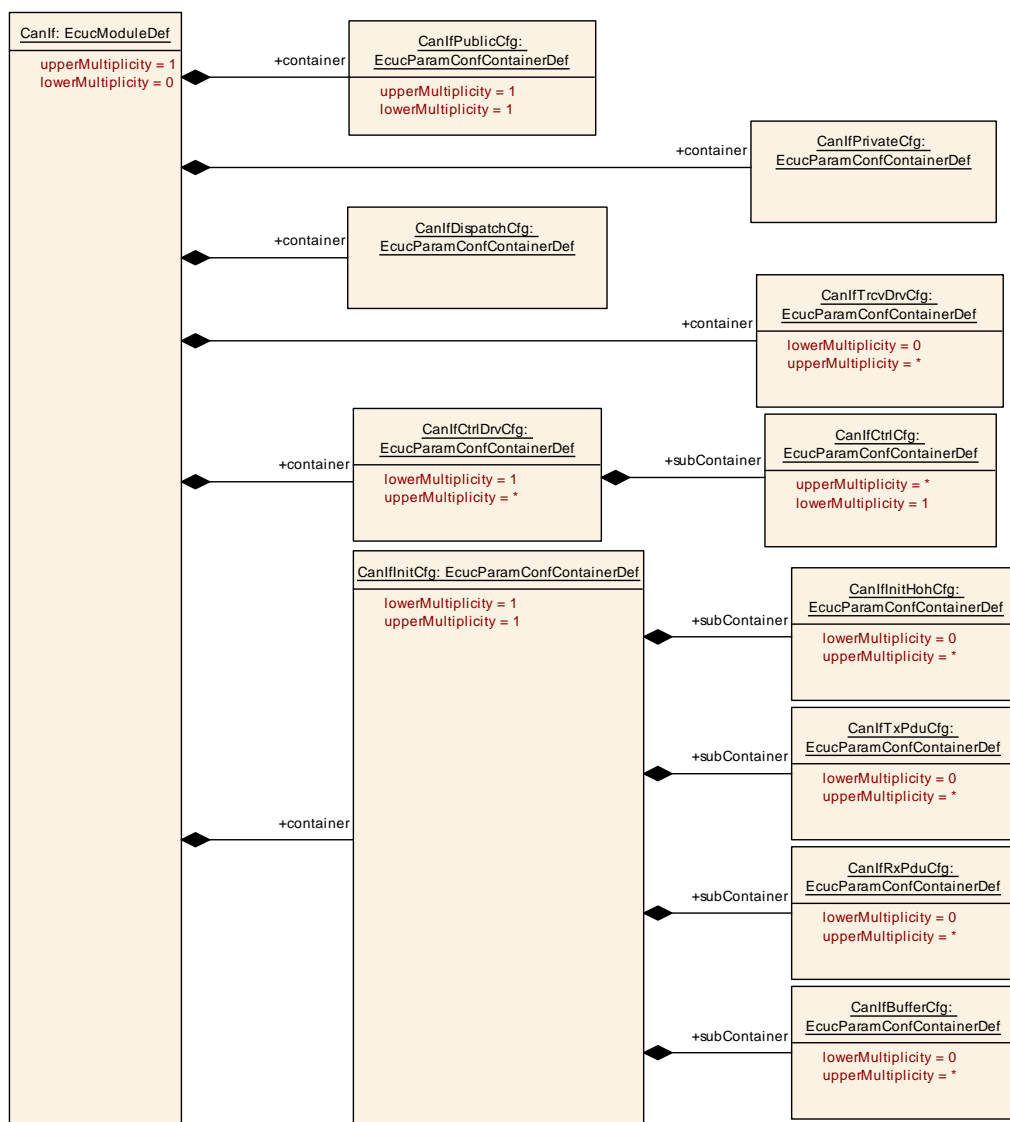 CanIf: EcucModuleDef
upperMultiplicity = 1
lowerMultiplicity = 0
+container
CanIfPublicCfg:
EcucParamConfContainerDef
upperMultiplicity = 1
lowerMultiplicity = 1
+container
CanIfPrivateCfg:
EcucParamConfContainerDef
+container
CanIfDispatchCfg:
EcucParamConfContainerDef
+container
CanIfTrcvDrvCfg:
EcucParamConfContainerDef
lowerMultiplicity = 0
upperMultiplicity = *
+container
CanIfCtrlDrvCfg:
EcucParamConfContainerDef
lowerMultiplicity = 1
upperMultiplicity = *
+subContainer
CanIfCtrlCfg:
EcucParamConfContainerDef
upperMultiplicity = *
lowerMultiplicity = 1
+container
CanIfInitCfg: EcucParamConfContainerDef
lowerMultiplicity = 1
upperMultiplicity = 1
+subContainer
CanIfInitHohCfg:
EcucParamConfContainerDef
lowerMultiplicity = 0
upperMultiplicity = *
+subContainer
CanIfTxPduCfg:
EcucParamConfContainerDef
lowerMultiplicity = 0
upperMultiplicity = *
+subContainer
CanIfRxPduCfg:
EcucParamConfContainerDef
lowerMultiplicity = 0
upperMultiplicity = *
+subContainer
CanIfBufferCfg:
EcucParamConfContainerDef
lowerMultiplicity = 0
upperMultiplicity = *